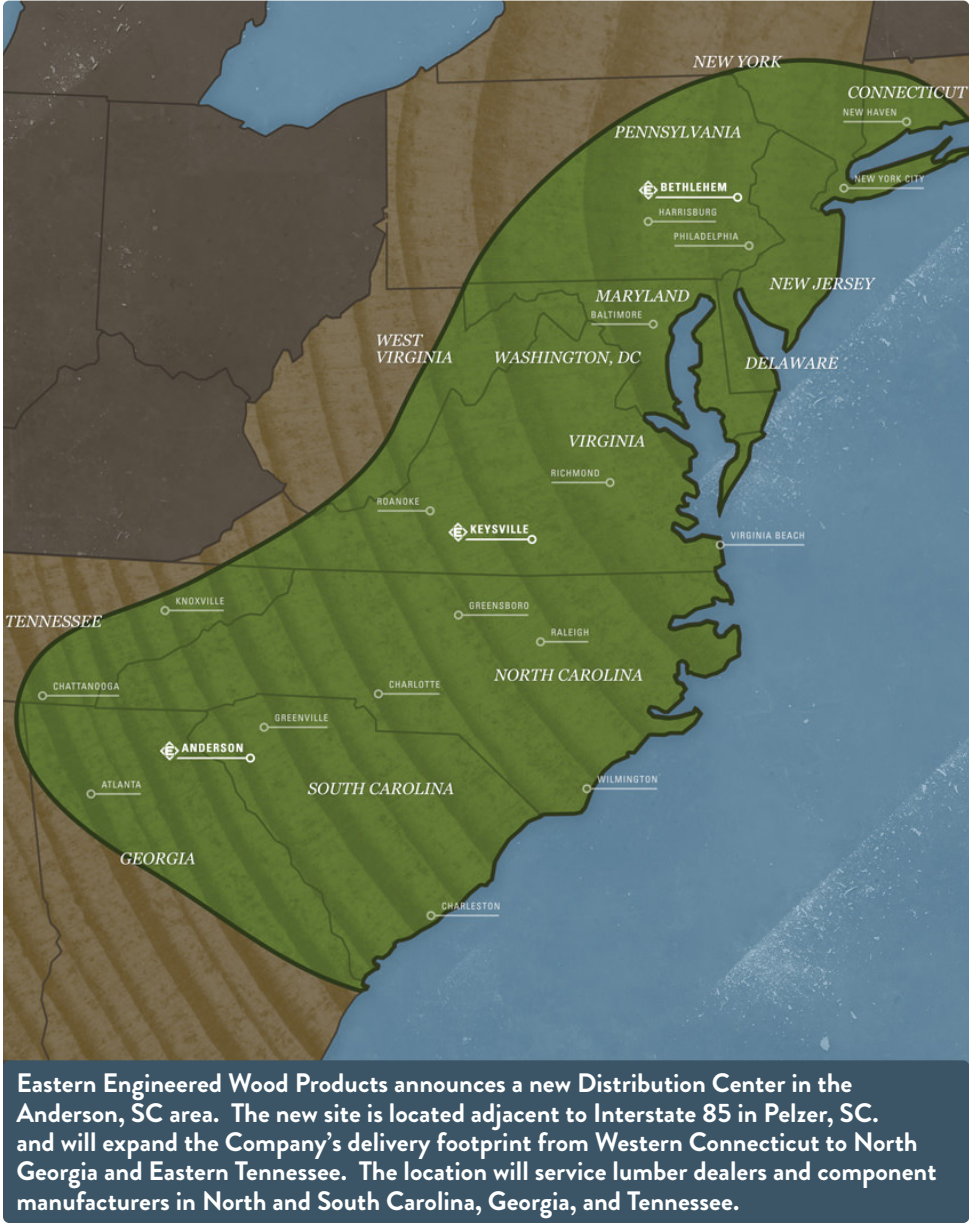 NEW YORK
CONNECTICUT
NEW HAVEN
PENNSYLVANIA
NEW YORK CITY
BETHLEHEM
HARRISBURG
PHILADELPHIA
NEW JERSEY
MARYLAND
BALTIMORE
WEST
VIRGINIA
WASHINGTON, DC
DELAWARE
VIRGINIA
RICHMOND
ROANOKE
KEYSVILLE
VIRGINIA BEACH
KNOXVILLE
GREENSBORO
TENNESSEE
RALEIGH
NORTH CAROLINA
CHATTANOOGA
CHARLOTTE
GREENVILLE
ANDERSON
ATLANTA
SOUTH CAROLINA
WILMINGTON
GEORGIA
CHARLESTON
Eastern Engineered Wood Products announces a new Distribution Center in the
Anderson, SC area. The new site is located adjacent to Interstate 85 in Pelzer, SC.
and will expand the Company's delivery footprint from Western Connecticut to North
Georgia and Eastern Tennessee. The location will service lumber dealers and component
manufacturers in North and South Carolina, Georgia, and Tennessee.